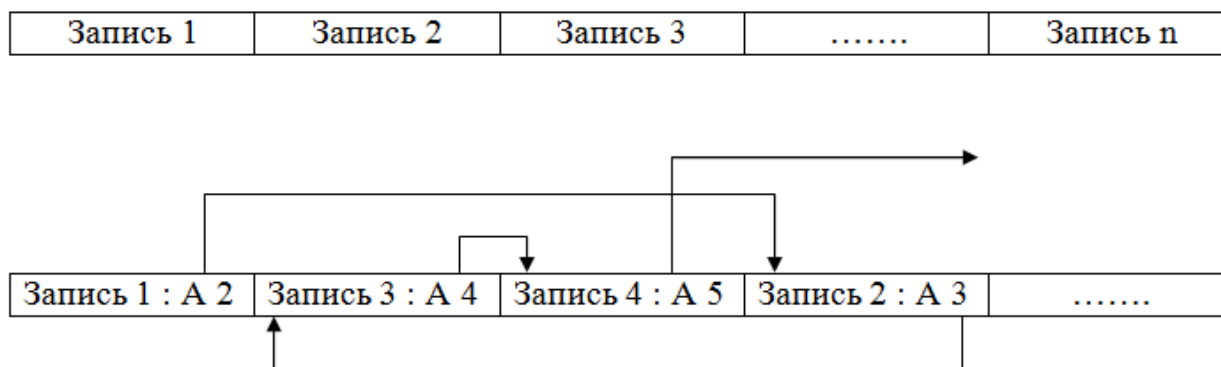 Запись 1 Запись 2 Запись 3 ……. Запись n
Запись 1 : А 2 Запись 3 : А 4 Запись 4 : А 5 Запись 2 : А 3 …….